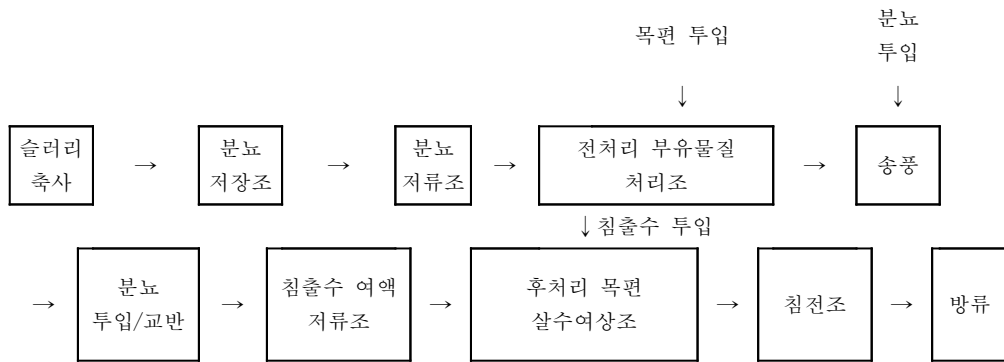 목편 투입
분뇨
투입
↓
↓
슬러리
축사
→
분뇨
저장조
→
분뇨
저류조
→
전처리 부유물질
처리조
→
송풍
↓침출수 투입
→
분뇨
투입/교반
→
침출수 여액
저류조
→
후처리 목편
살수여상조
→
침전조
→
방류